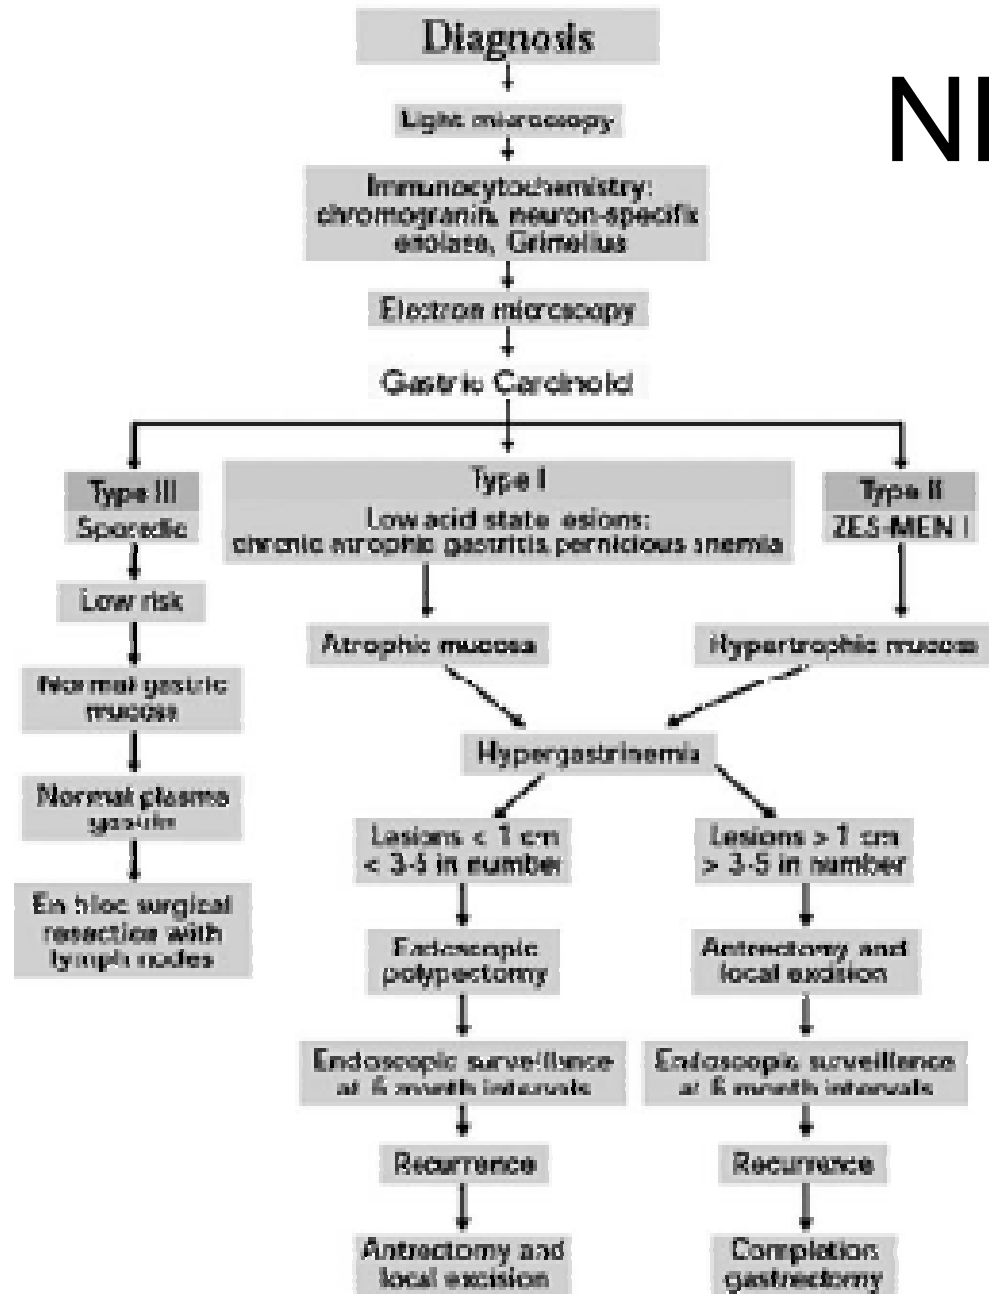 Diagnosis
NI
Light microscopy
Immunocytochemistry:
chromogranin, neuron-specific
enolase, Grimelius
Electron microscopy
Gastric Carcinoid
Type III
Sporadic
Low risk
Normal gastric
mucosa
Normal plasma
gastrin
En bloc surgical
resection with
lymph nodes
Type I
Low acid state lesions:
chronic atrophic gastritis, pernicious anemia
Atrophic mucosa
Type II
ZES-MEN I
Hypertrophic mucosa
Hypergastrinemia
Lesions < 1 cm
< 3-5 in number
Endoscopic
polypectomy
Endoscopic surveillance
at 6 month intervals
Recurrence
Antrectomy and
local excision
Lesions > 1 cm
> 3-5 in number
Antrectomy and
local excision
Endoscopic surveillance
at 6 month intervals
Recurrence
Completion
gastrectomy